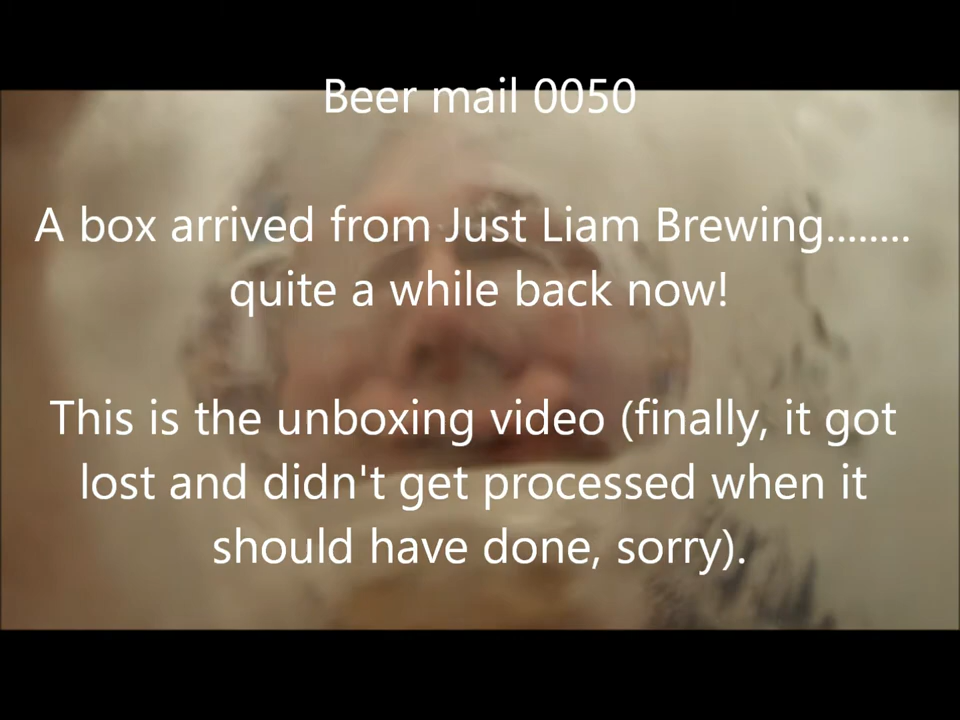 Beer mail 0050
A box arrived from Just Liam Brewing........
quite a while back now!
This is the unboxing video (finally, it got
lost and didn't get processed when it
should have done, sorry).